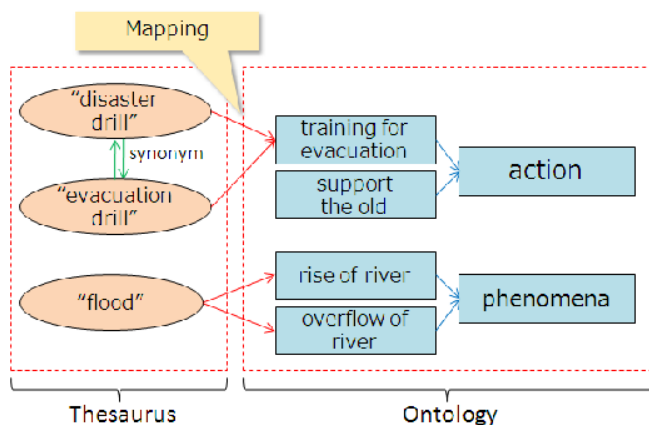 Mapping
"disaster
drill"
synonym
"evacuation
drill"
"flood"
training for
evacuation
support
the old
action
rise of river
overflow of
river
phenomena
Thesaurus
Ontology